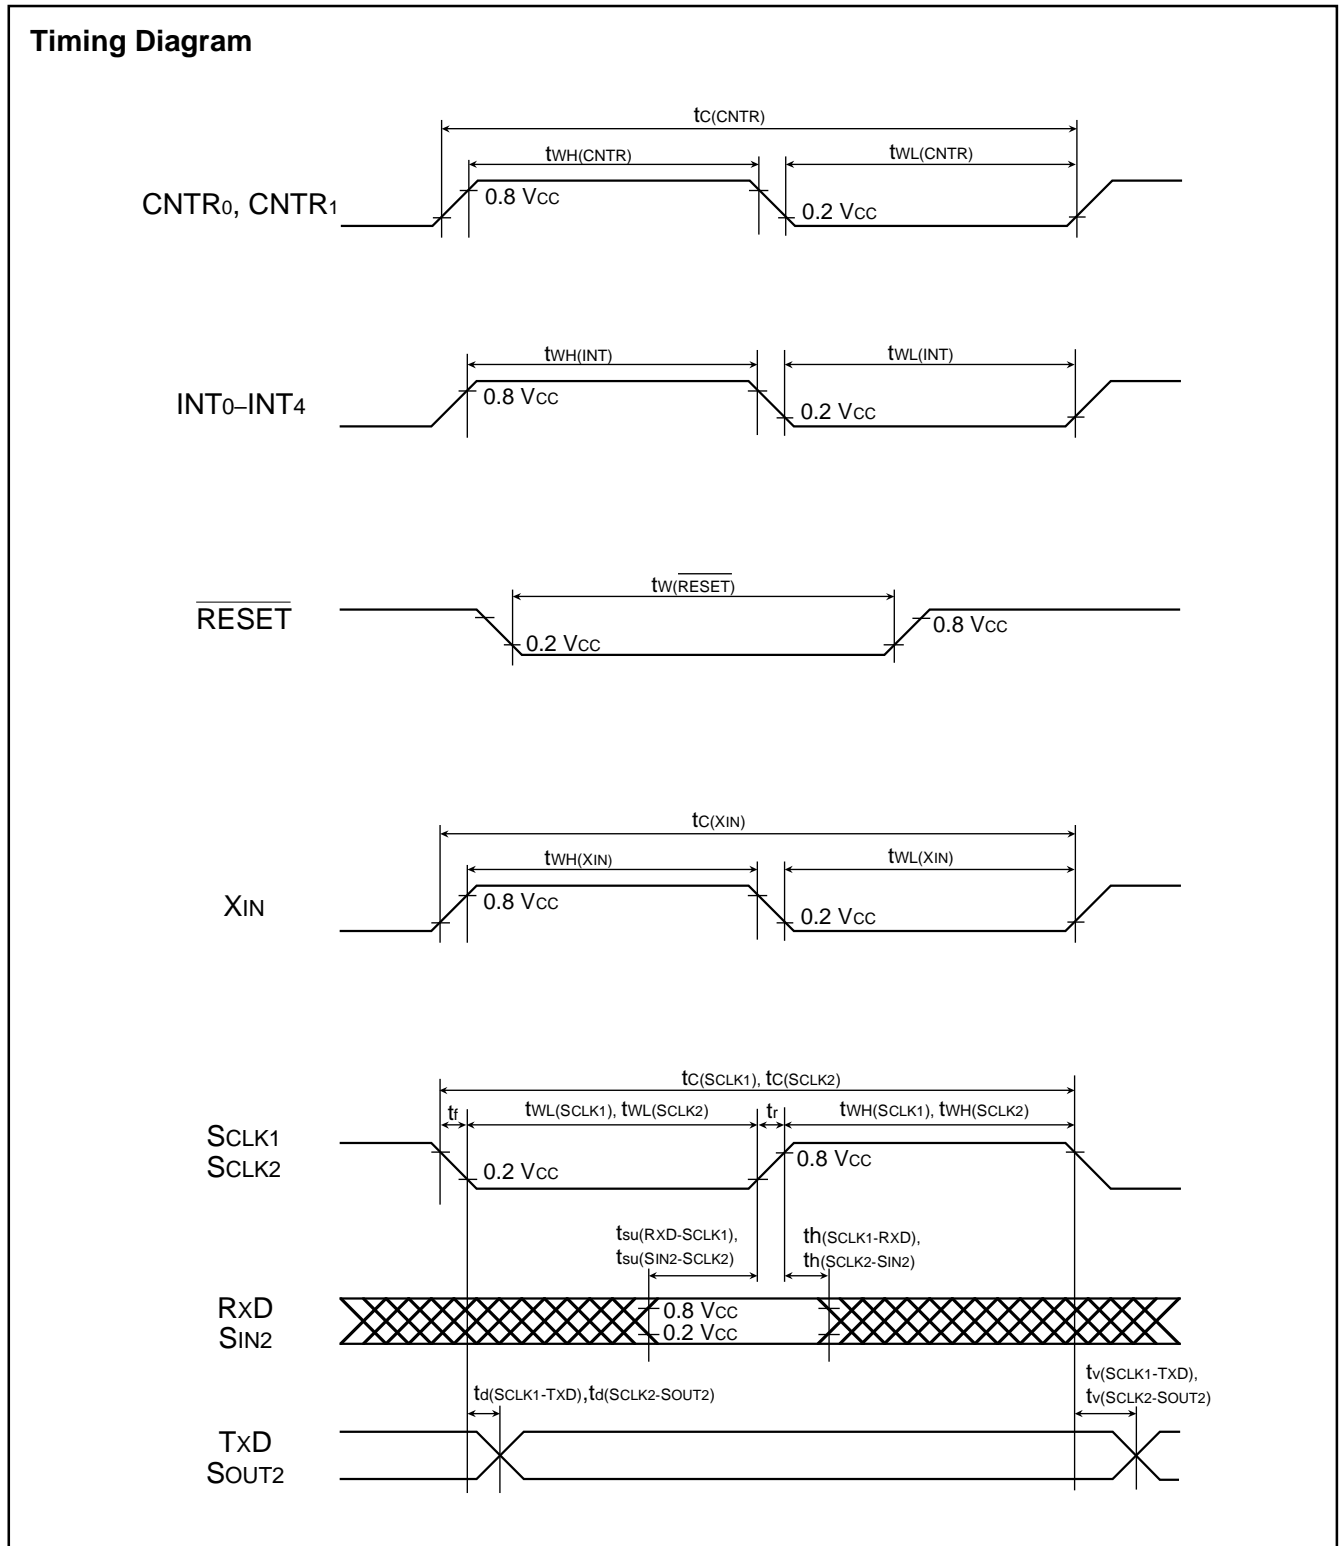 Timing Diagram
tC(CNTR)
tWH(CNTR)
tWL(CNTR)
CNTR0, CNTR1
0.8 VCC
0.2 VCC
tWH(INT)
tWL(INT)
INT0–INT4
0.8 VCC
0.2 VCC
tW(RESET)
RESET
0.2 VCC
0.8 VCC
tC(XIN)
tWH(XIN)
tWL(XIN)
XIN
0.8 VCC
0.2 VCC
tC(SCLK1), tC(SCLK2)
tf
tWL(SCLK1), tWL(SCLK2)
tr
tWH(SCLK1), tWH(SCLK2)
SCLK1
SCLK2
0.2 VCC
0.8 VCC
tsu(RXD-SCLK1),
tsu(SIN2-SCLK2)
th(SCLK1-RXD),
th(SCLK2-SIN2)
RXD
SIN2
0.8 VCC
0.2 VCC
td(SCLK1-TXD),td(SCLK2-SOUT2)
tv(SCLK1-TXD),
tv(SCLK2-SOUT2)
TXD
SOUT2